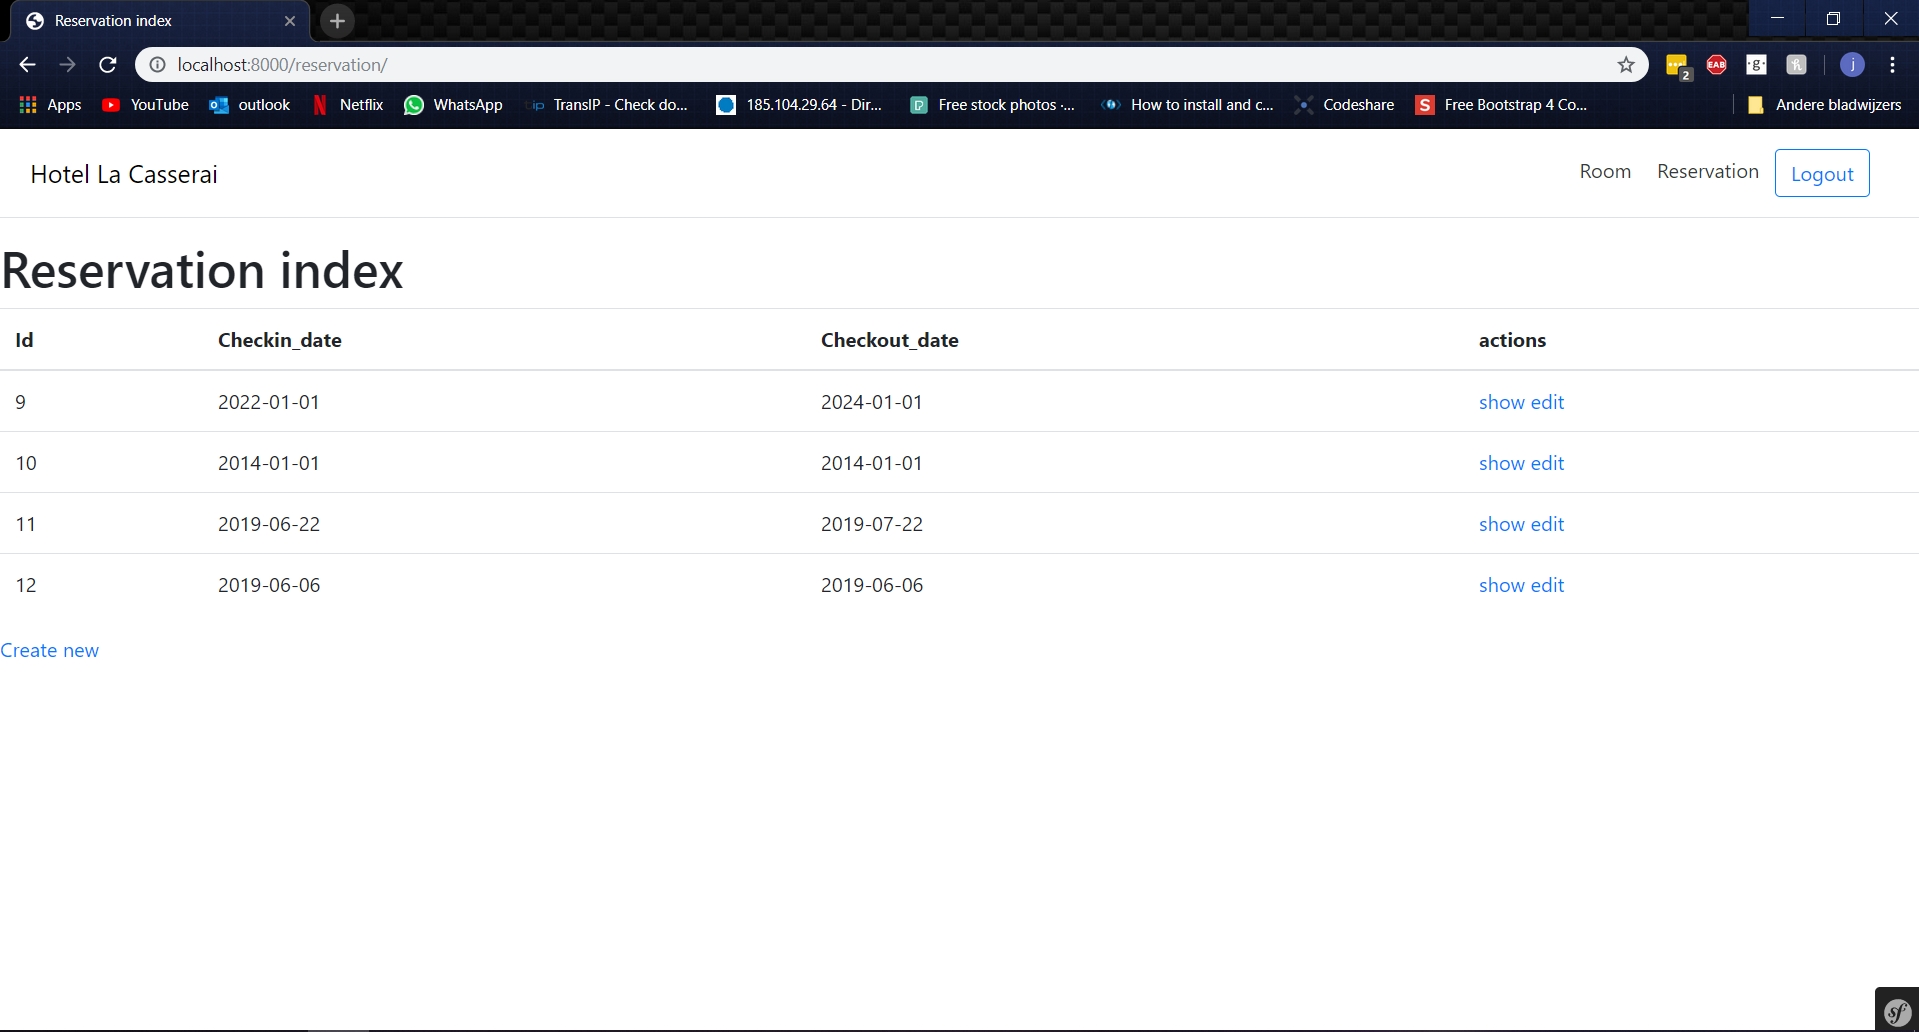 Reservation index
localhost:8000/reservation/
2
EAB
g
j
Apps YouTube outlook Netflix WhatsApp TransIP - Check do... 185.104.29.64 - Dir... Free stock photos ·... How to install and c... Codeshare Free Bootstrap 4 Co... Andere bladwijzers
Hotel La Casserai Room Reservation Logout
Reservation index
Id Checkin_date Checkout_date actions
9 2022-01-01 2024-01-01 show edit
10 2014-01-01 2014-01-01 show edit
11 2019-06-22 2019-07-22 show edit
12 2019-06-06 2019-06-06 show edit
Create new
sf